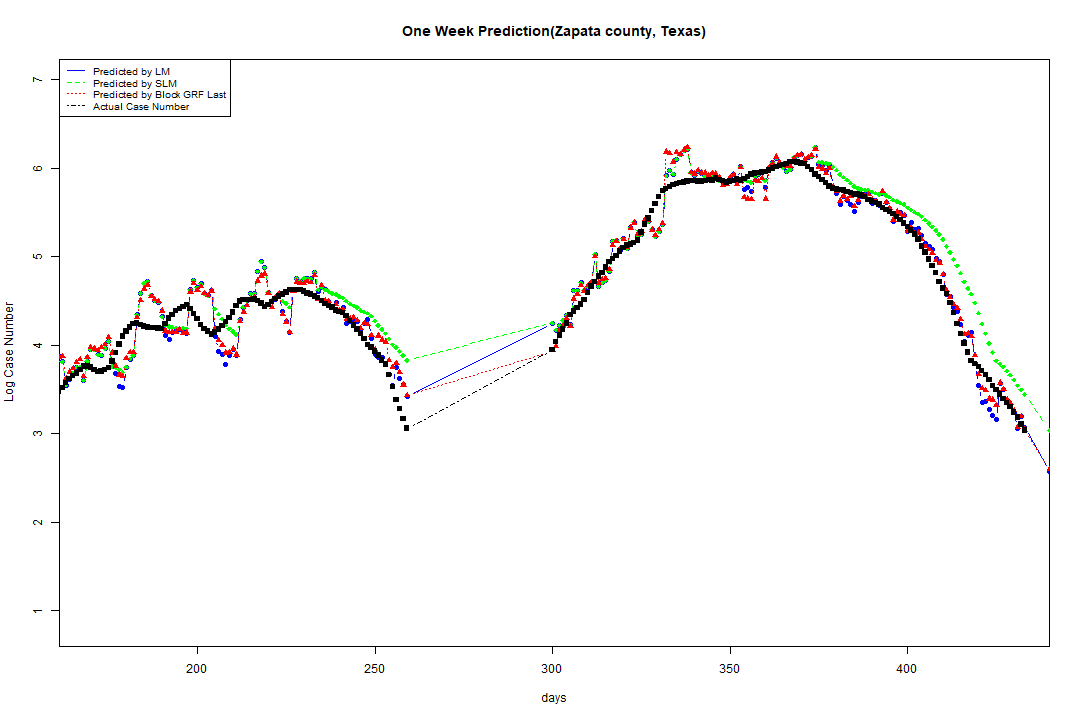 One Week Prediction(Zapata county, Texas)
Predicted by LM
Predicted by SLM
Predicted by Block GRF Last
Actual Case Number
7
6
5
4
3
2
1
Log Case Number
200
250
300
350
400
days